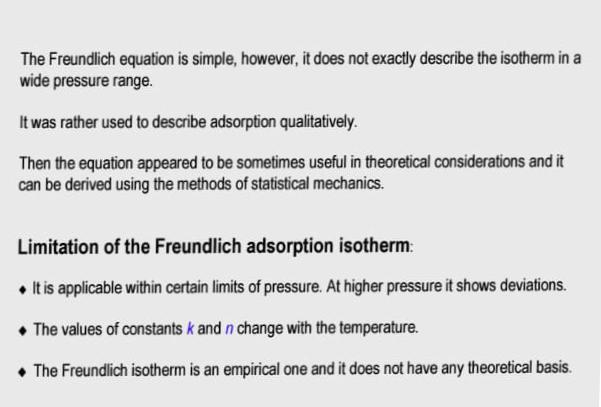 The Freundlich equation is simple, however, it does not exactly describe the isotherm in a
wide pressure range.
It was rather used to describe adsorption qualitatively.
Then the equation appeared to be sometimes useful in theoretical considerations and it
can be derived using the methods of statistical mechanics.
Limitation of the Freundlich adsorption isotherm:
♦ It is applicable within certain limits of pressure. At higher pressure it shows deviations.
♦ The values of constants k and n change with the temperature.
♦ The Freundlich isotherm is an empirical one and it does not have any theoretical basis.